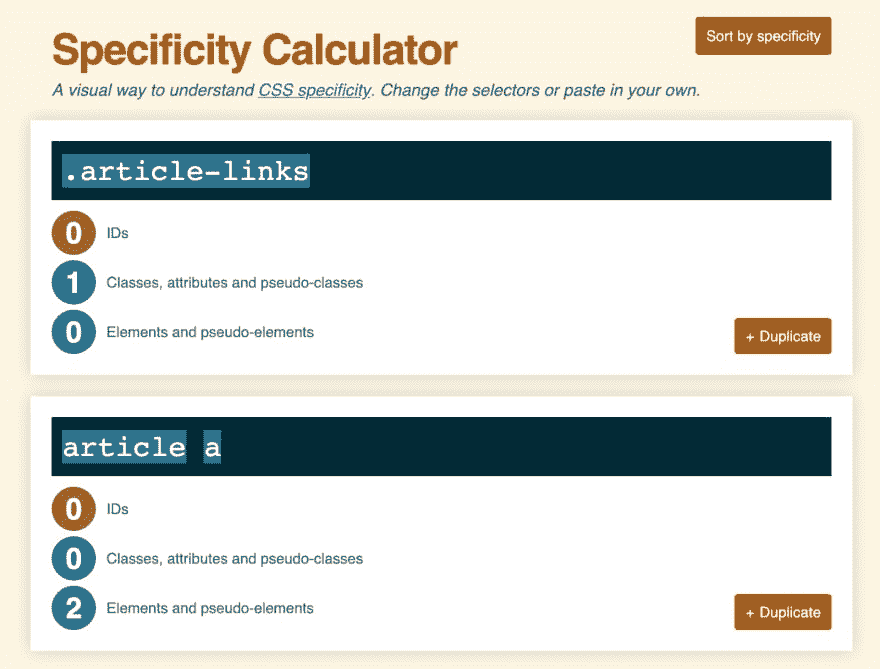 Specificity Calculator
Sort by specificity
A visual way to understand CSS specificity. Change the selectors or paste in your own.
.article-links
0 IDs
1 Classes, attributes and pseudo-classes
0 Elements and pseudo-elements
+ Duplicate
article a
0 IDs
0 Classes, attributes and pseudo-classes
2 Elements and pseudo-elements
+ Duplicate